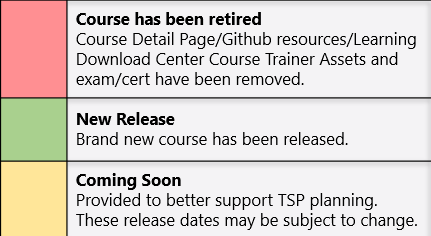 Course has been retired
Course Detail Page/Github resources/Learning
Download Center Course Trainer Assets and
exam/cert have been removed.
New Release
Brand new course has been released.
Coming Soon
Provided to better support TSP planning.
These release dates may be subject to change.